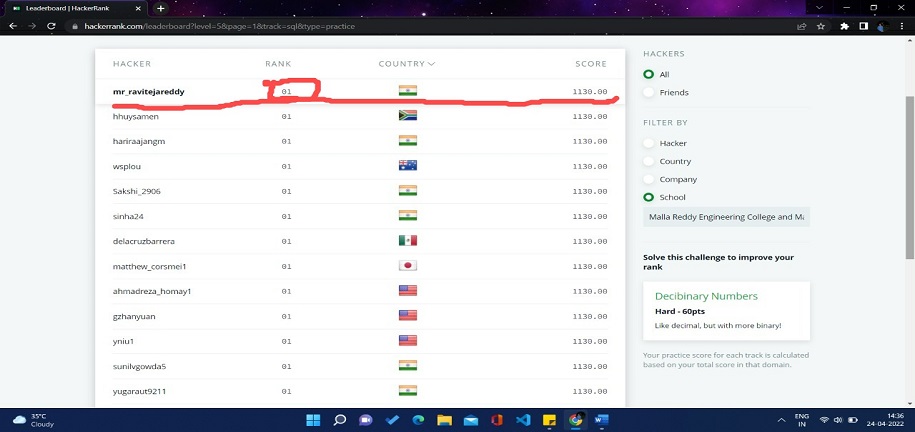 Leaderboard | HackerRank
hackerrank.com/leaderboard?level=5&page=1&track=sql&type=practice
HACKER RANK COUNTRY SCORE
mr_ravitejareddy 01 1130.00
hhuysamen 01 1130.00
hariraajangm 01 1130.00
wsplou 01 1130.00
Sakshi_2906 01 1130.00
sinha24 01 1130.00
delacruzbarrera 01 1130.00
matthew_corsmei1 01 1130.00
ahmadreza_homay1 01 1130.00
gzhanyuan 01 1130.00
yniu1 01 1130.00
sunilvgowda5 01 1130.00
yugaraut9211 01 1130.00
HACKERS
All
Friends
FILTER BY
Hacker
Country
Company
School
Malla Reddy Engineering College and Ma
Solve this challenge to improve your
rank
Decibinary Numbers
Hard - 60pts
Like decimal, but with more binary!
Your practice score for each track is calculated
based on your total score in that domain.
35°C
Cloudy
ENG
IN
14:36
24-04-2022